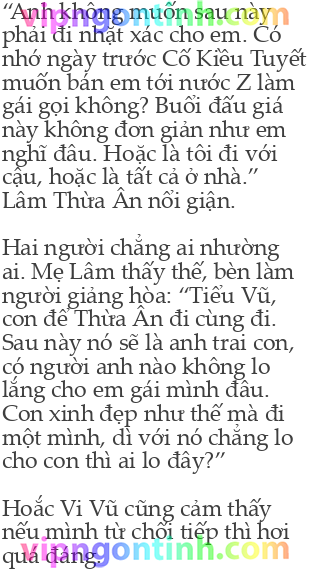 “Anh không muốn sau này
phải đi nhặt xác cho em. Có
nhớ ngày trước Cố Kiều Tuyết
muốn bán em tới nước Z làm
gái gọi không? Buổi đấu giá
này không đơn giản như em
nghĩ đâu. Hoặc là tôi đi với
cậu, hoặc là tất cả ở nhà.”
Lâm Thừa Ân nổi giận.
Hai người chẳng ai nhường
ai. Mẹ Lâm thấy thế, bèn làm
người giảng hòa: “Tiểu Vũ,
con để Thừa Ân đi cùng đi.
Sau này nó sẽ là anh trai con,
có người anh nào không lo
lắng cho em gái mình đâu.
Con xinh đẹp như thế mà đi
một mình, dì với nó chẳng lo
cho con thì ai lo đây?”
Hoắc Vi Vũ cũng cảm thấy
nếu mình từ chối tiếp thì hơi
quá đáng.
vipngontinh.com
vipngontinh.com